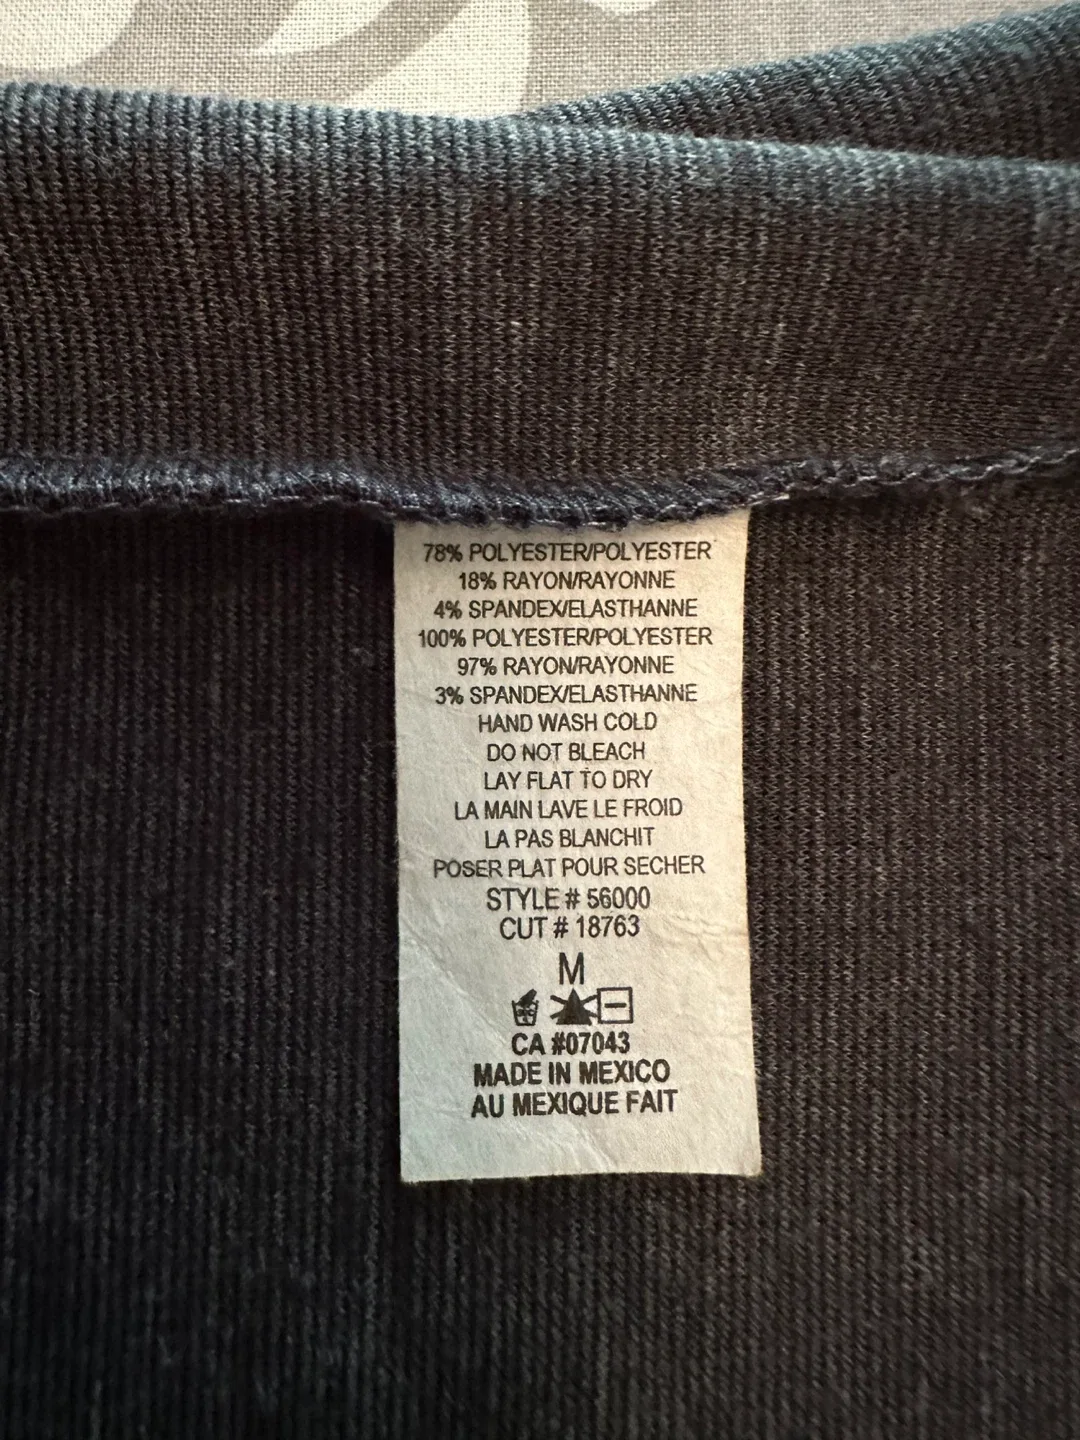 78% POLYESTER/POLYESTER
18% RAYON/RAYONNE
4% SPANDEX/ELASTHANNE
100% POLYESTER/POLYESTER
97% RAYON/RAYONNE
3% SPANDEX/ELASTHANNE
HAND WASH COLD
DO NOT BLEACH
LAY FLAT TO DRY
LA MAIN LAVE LE FROID
LA PAS BLANCHIT
POSER PLAT POUR SECHER
STYLE # 56000
CUT # 18763
M
CA #07043
MADE IN MEXICO
AU MEXIQUE FAIT